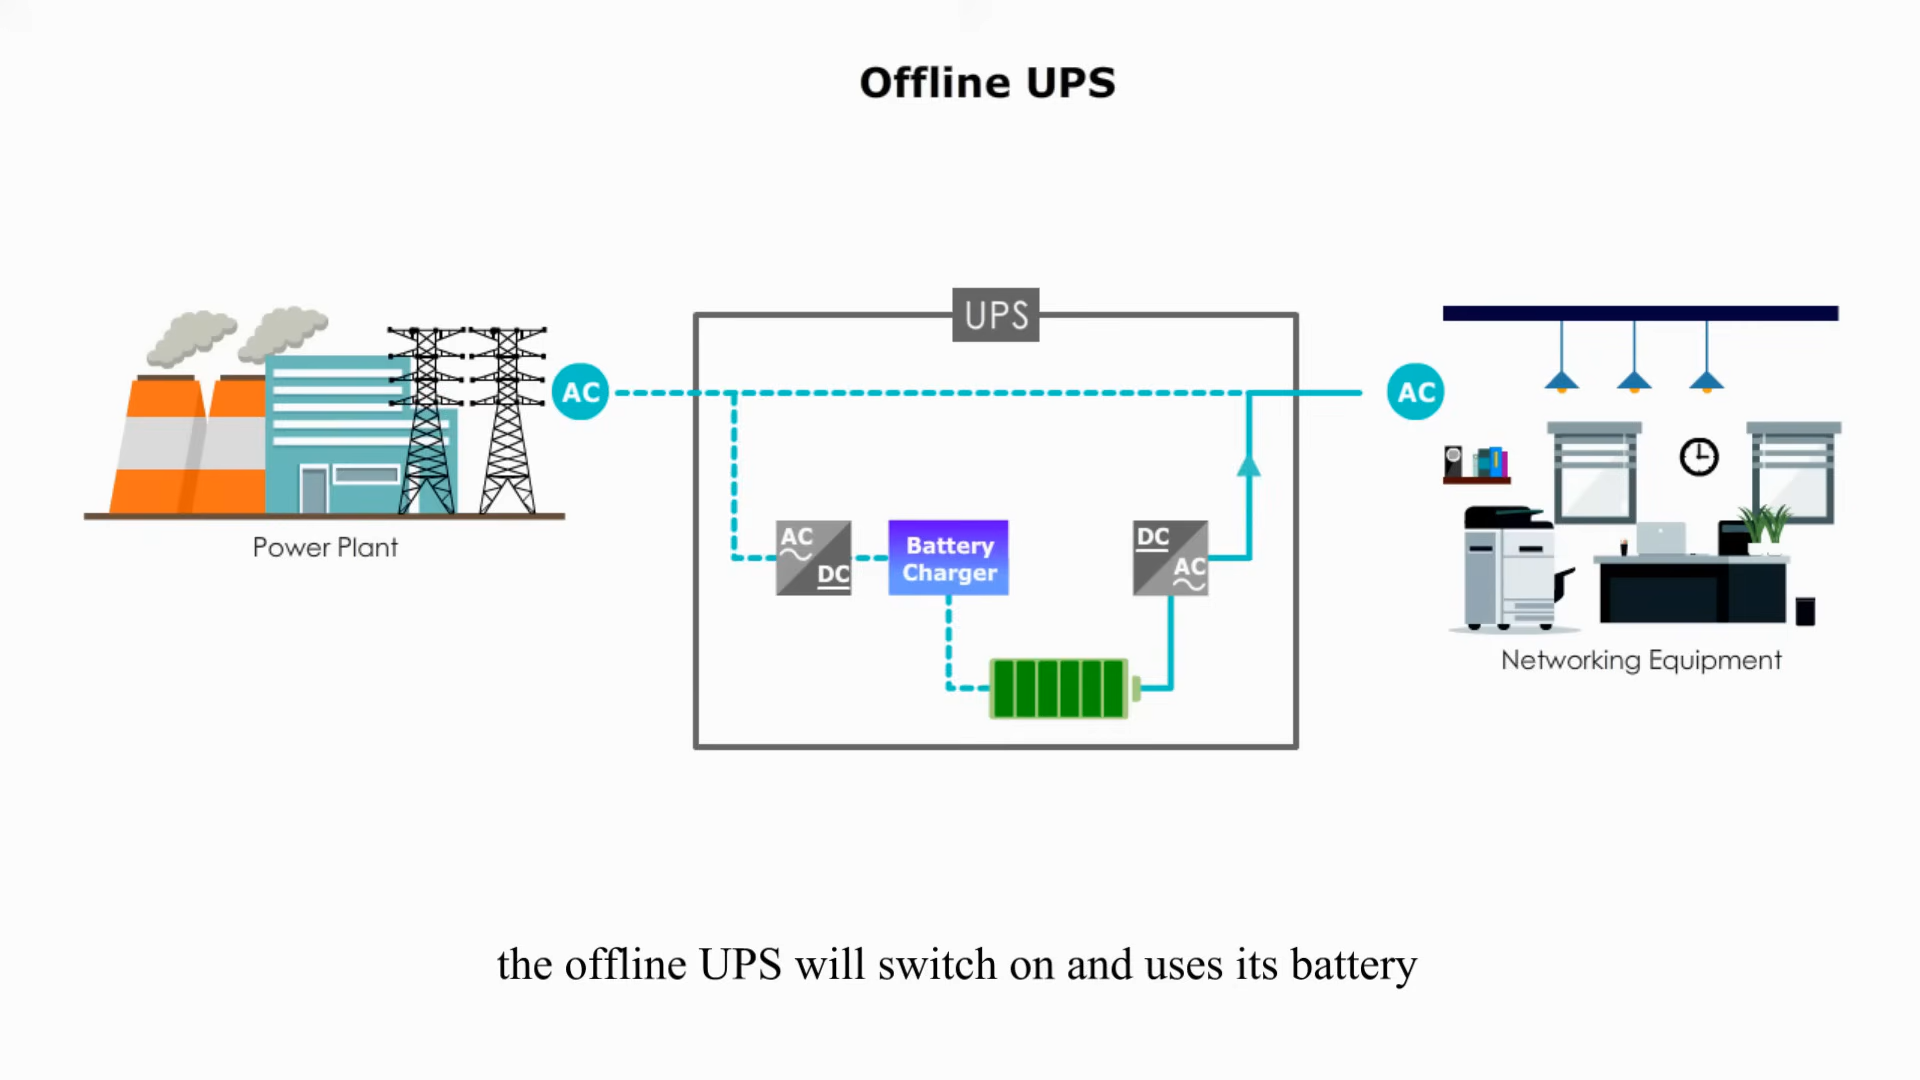 Offline UPS
UPS
AC
AC
AC
DC
Battery
Charger
DC
AC
Power Plant
Networking Equipment
the offline UPS will switch on and uses its battery